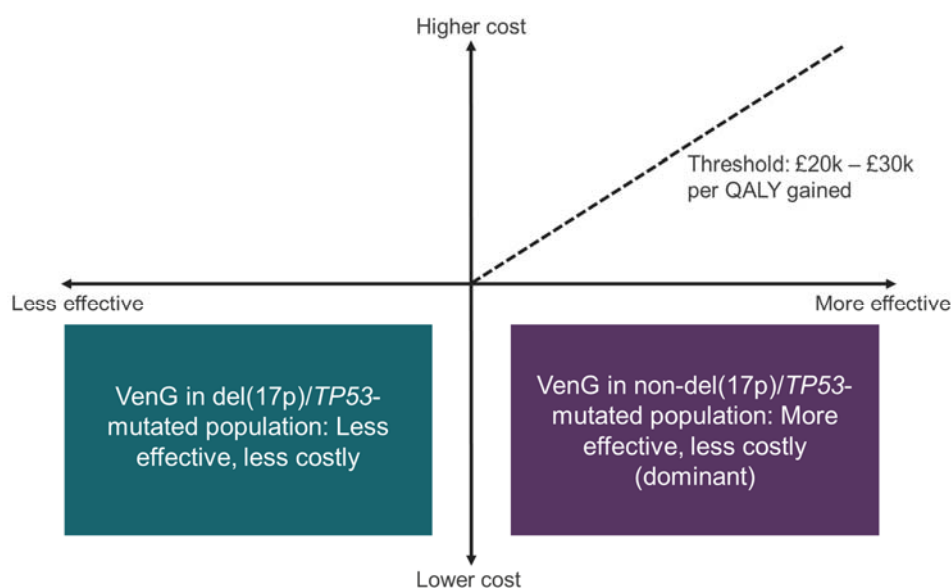 Higher cost
Threshold: £20k – £30k
per QALY gained
Less effective
More effective
VenG in del(17p)/TP53-
mutated population: Less
effective, less costly
VenG in non-del(17p)/TP53-
mutated population: More
effective, less costly
(dominant)
Lower cost